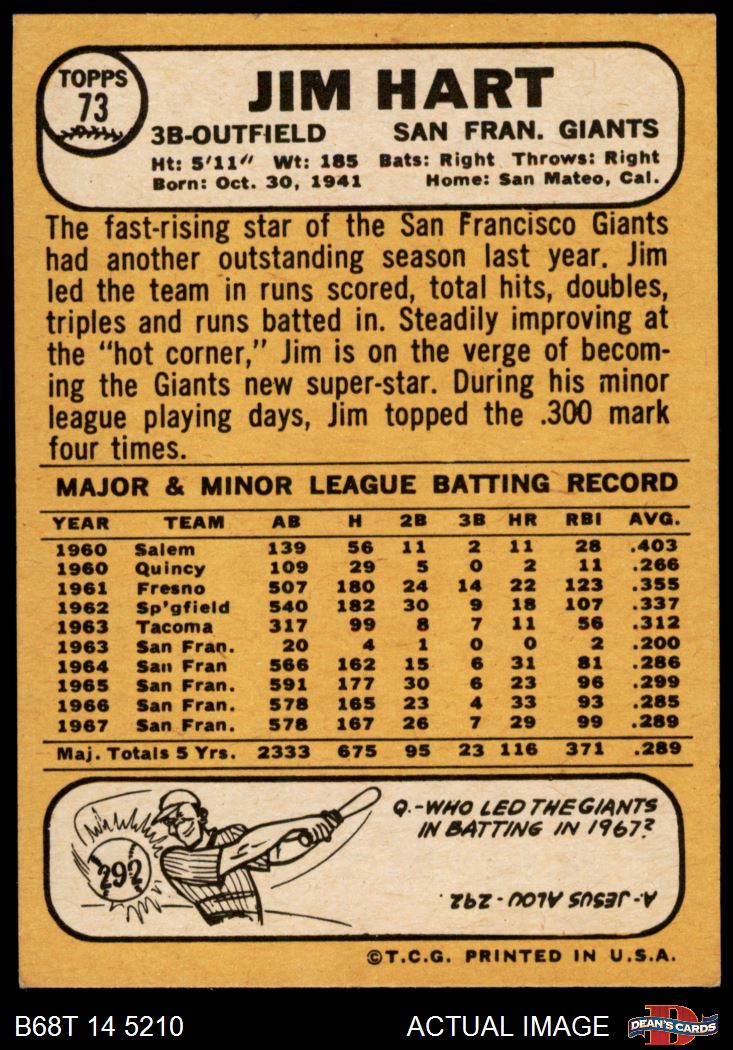 TOPPS
73
JIM HART
3B-OUTFIELD SAN FRAN. GIANTS
Ht: 5'11" Wt: 185 Bats: Right Throws: Right
Born: Oct. 30, 1941 Home: San Mateo, Cal.
The fast-rising star of the San Francisco Giants
had another outstanding season last year. Jim
led the team in runs scored, total hits, doubles,
triples and runs batted in. Steadily improving at
the "hot corner," Jim is on the verge of becom-
ing the Giants new super-star. During his minor
league playing days, Jim topped the .300 mark
four times.
MAJOR & MINOR LEAGUE BATTING RECORD
YEAR TEAM AB H 2B 3B HR RBI AVG.
1960 Salem 139 56 11 2 11 28 .403
1960 Quincy 109 29 5 0 2 11 .266
1961 Fresno 507 180 24 14 22 123 .355
1962 Sp'gfield 540 182 30 9 18 107 .337
1963 Tacoma 317 99 8 7 11 56 .312
1963 San Fran. 20 4 1 0 0 2 .200
1964 San Fran 566 162 15 6 31 81 .286
1965 San Fran. 591 177 30 6 23 96 .299
1966 San Fran. 578 165 23 4 33 93 .285
1967 San Fran. 578 167 26 7 29 99 .289
Maj. Totals 5 Yrs. 2333 675 95 23 116 371 .289
292
Q.-WHO LED THE GIANTS
IN BATTING IN 1967?
A. JESUS ALOU - 292.
©T.C.G. PRINTED IN U.S.A.
B68T 14 5210 ACTUAL IMAGE DEAN'S CARDS